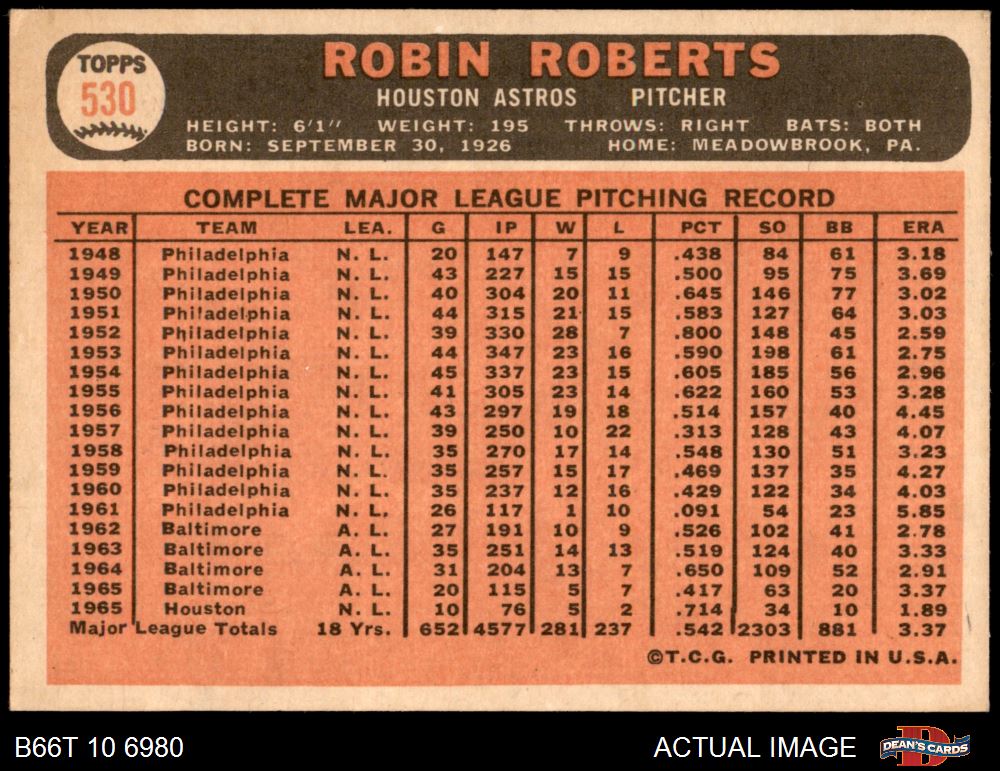 TOPPS
530
ROBIN ROBERTS
HOUSTON ASTROS PITCHER
HEIGHT: 6'1" WEIGHT: 195 THROWS: RIGHT BATS: BOTH
BORN: SEPTEMBER 30, 1926 HOME: MEADOWBROOK, PA.
COMPLETE MAJOR LEAGUE PITCHING RECORD
YEAR TEAM LEA. G IP W L PCT SO BB ERA
1948 Philadelphia N. L. 20 147 7 9 .438 84 61 3.18
1949 Philadelphia N. L. 43 227 15 15 .500 95 75 3.69
1950 Philadelphia N. L. 40 304 20 11 .645 146 77 3.02
1951 Philadelphia N. L. 44 315 21 15 .583 127 64 3.03
1952 Philadelphia N. L. 39 330 28 7 .800 148 45 2.59
1953 Philadelphia N. L. 44 347 23 16 .590 198 61 2.75
1954 Philadelphia N. L. 45 337 23 15 .605 185 56 2.96
1955 Philadelphia N. L. 41 305 23 14 .622 160 53 3.28
1956 Philadelphia N. L. 43 297 19 18 .514 157 40 4.45
1957 Philadelphia N. L. 39 250 10 22 .313 128 43 4.07
1958 Philadelphia N. L. 35 270 17 14 .548 130 51 3.23
1959 Philadelphia N. L. 35 257 15 17 .469 137 35 4.27
1960 Philadelphia N. L. 35 237 12 16 .429 122 34 4.03
1961 Philadelphia N. L. 26 117 1 10 .091 54 23 5.85
1962 Baltimore A. L. 27 191 10 9 .526 102 41 2.78
1963 Baltimore A. L. 35 251 14 13 .519 124 40 3.33
1964 Baltimore A. L. 31 204 13 7 .650 109 52 2.91
1965 Baltimore A. L. 20 115 5 7 .417 63 20 3.37
1965 Houston N. L. 10 76 5 2 .714 34 10 1.89
Major League Totals 18 Yrs. 652 4577 281 237 .542 2303 881 3.37
©T.C.G. PRINTED IN U.S.A.
B66T 10 6980 ACTUAL IMAGE DEAN'S CARDS